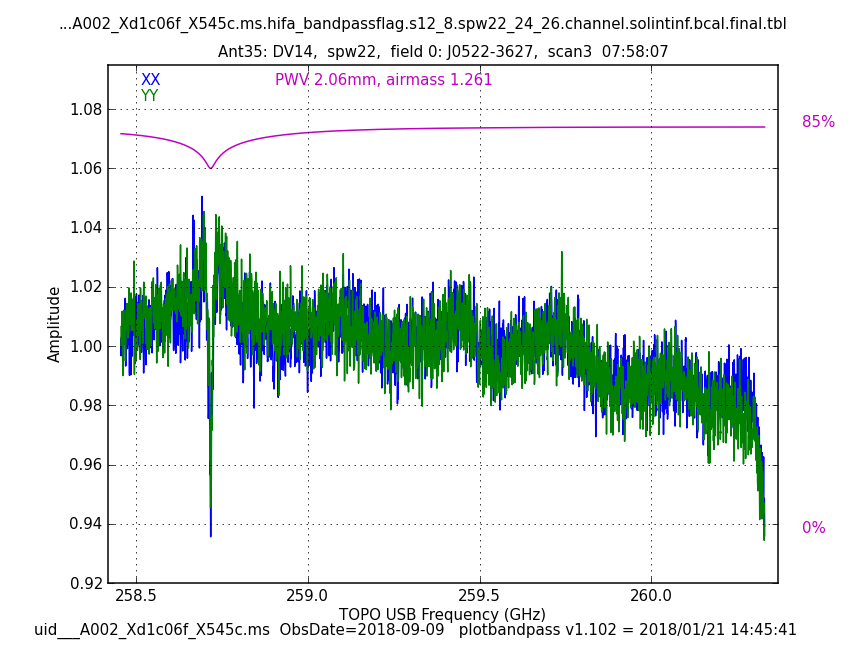 ...A002_Xd1c06f_X545c.ms.hifa_bandpassflag.s12_8.spw22_24_26.channel.solintinf.bcal.final.tbl
Ant35: DV14,  spw22,  field 0: J0522-3627,  scan3  07:58:07
XX
PWV 2.06mm, airmass 1.261
YY
85%
0%
1.08
1.06
1.04
1.02
1.00
0.98
0.96
0.94
0.92
Amplitude
258.5 259.0 259.5 260.0
TOPO USB Frequency (GHz)
uid___A002_Xd1c06f_X545c.ms  ObsDate=2018-09-09   plotbandpass v1.102 = 2018/01/21 14:45:41